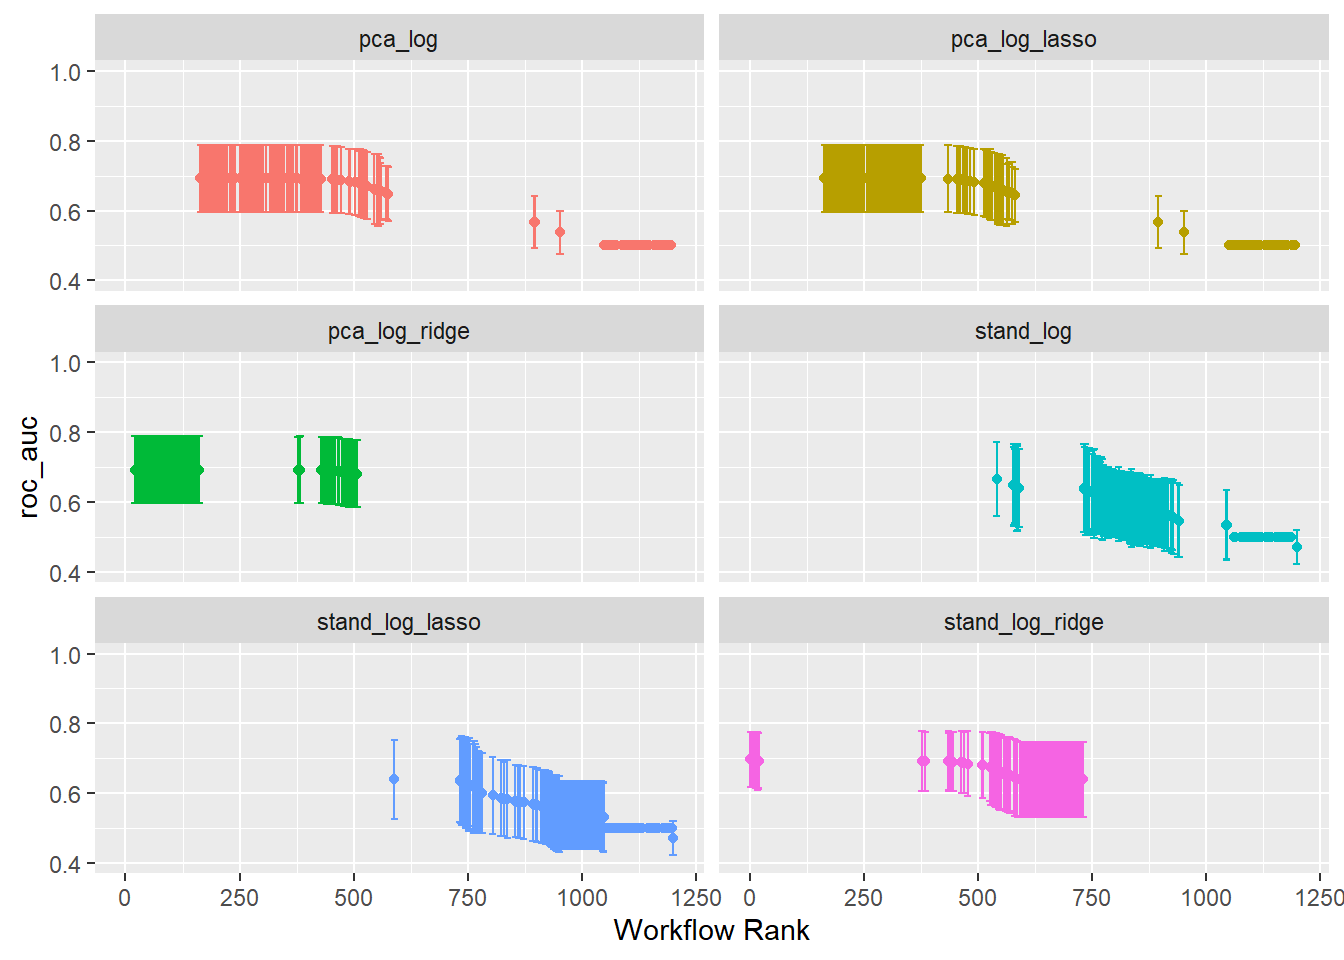 pca_log
pca_log_lasso
1.0
0.8
0.6
0.4
pca_log_ridge
stand_log
1.0
0.8
0.6
0.4
roc_auc
stand_log_lasso
stand_log_ridge
1.0
0.8
0.6
0.4
0 250 500 750 1000 1250 0 250 500 750 1000 1250
Workflow Rank